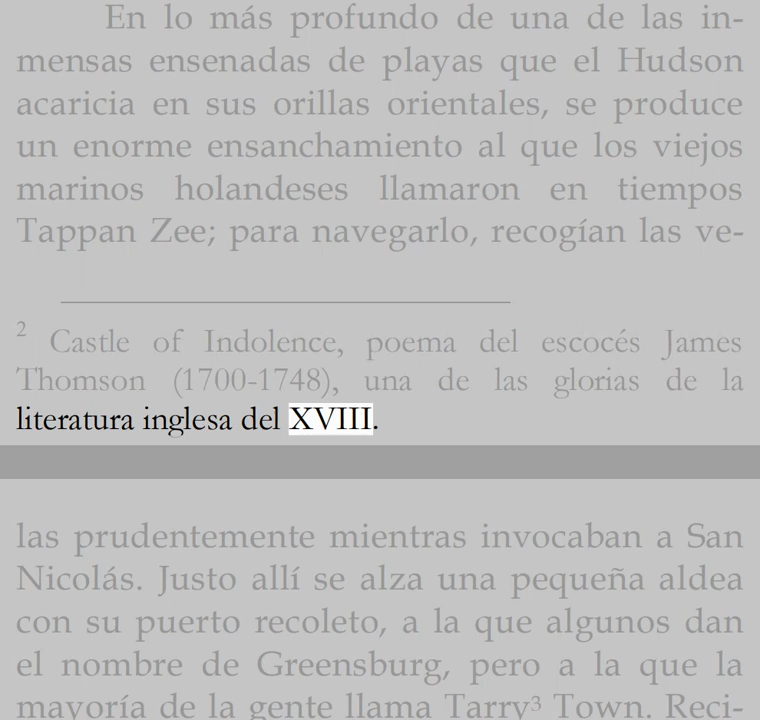 En lo más profundo de una de las in-
mensas ensenadas de playas que el Hudson
acaricia en sus orillas orientales, se produce
un enorme ensanchamiento al que los viejos
marinos holandeses llamaron en tiempos
Tappan Zee; para navegarlo, recogían las ve-
2 Castle of Indolence, poema del escocés James
Thomson (1700-1748), una de las glorias de la
literatura inglesa del XVIII.
las prudentemente mientras invocaban a San
Nicolás. Justo allí se alza una pequeña aldea
con su puerto recoleto, a la que algunos dan
el nombre de Greensburg, pero a la que la
mayoría de la gente llama Tarry3 Town. Reci-